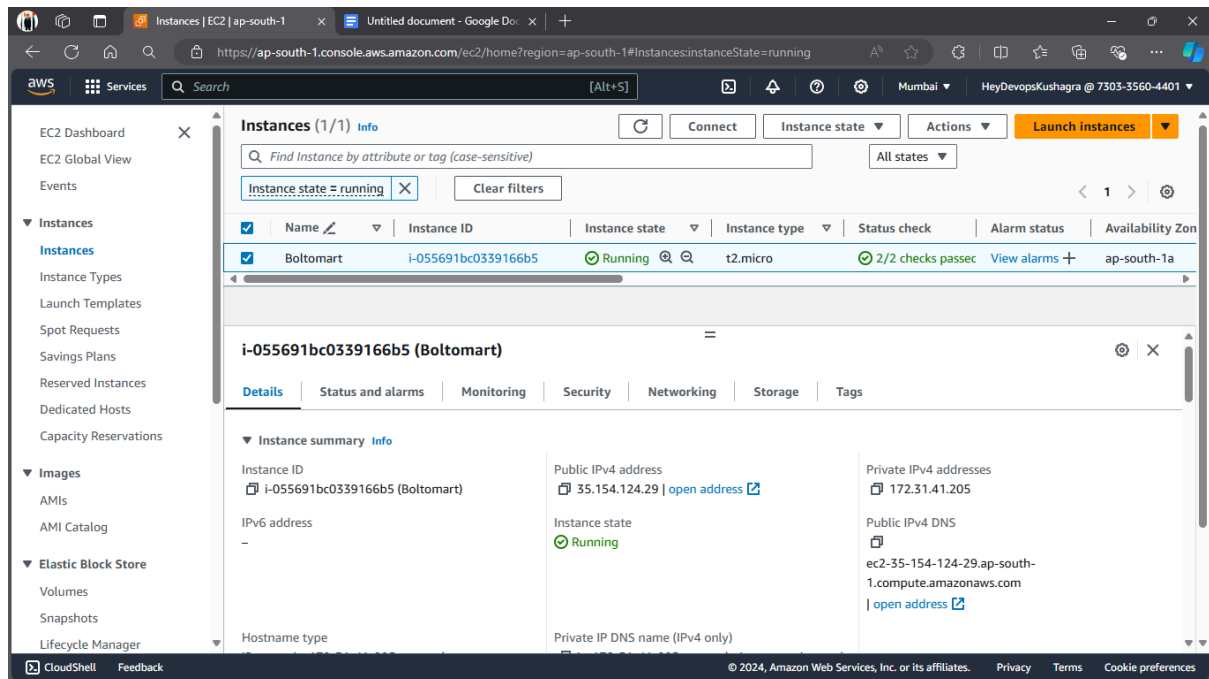 Instances | EC2 | ap-south-1
Untitled document - Google Doc
https://ap-south-1.console.aws.amazon.com/ec2/home?region=ap-south-1#Instances:instanceState=running
aws Services Search [Alt+S] Mumbai HeyDevopsKushagra @ 7303-3560-4401
EC2 Dashboard
EC2 Global View
Events
Instances
Instances
Instance Types
Launch Templates
Spot Requests
Savings Plans
Reserved Instances
Dedicated Hosts
Capacity Reservations
Images
AMIs
AMI Catalog
Elastic Block Store
Volumes
Snapshots
Lifecycle Manager
Instances (1/1) Info Connect Instance state Actions Launch instances
Find Instance by attribute or tag (case-sensitive) All states
Instance state = running Clear filters 1
Name Instance ID Instance state Instance type Status check Alarm status Availability Zon
Boltomart i-055691bc0339166b5 Running t2.micro 2/2 checks passec View alarms + ap-south-1a
i-055691bc0339166b5 (Boltomart)
Details Status and alarms Monitoring Security Networking Storage Tags
Instance summary Info
Instance ID
i-055691bc0339166b5 (Boltomart)
Public IPv4 address
35.154.124.29 | open address
Private IPv4 addresses
172.31.41.205
IPv6 address
–
Instance state
Running
Public IPv4 DNS
ec2-35-154-124-29.ap-south-
1.compute.amazonaws.com
| open address
Hostname type
Private IP DNS name (IPv4 only)
CloudShell Feedback © 2024, Amazon Web Services, Inc. or its affiliates. Privacy Terms Cookie preferences